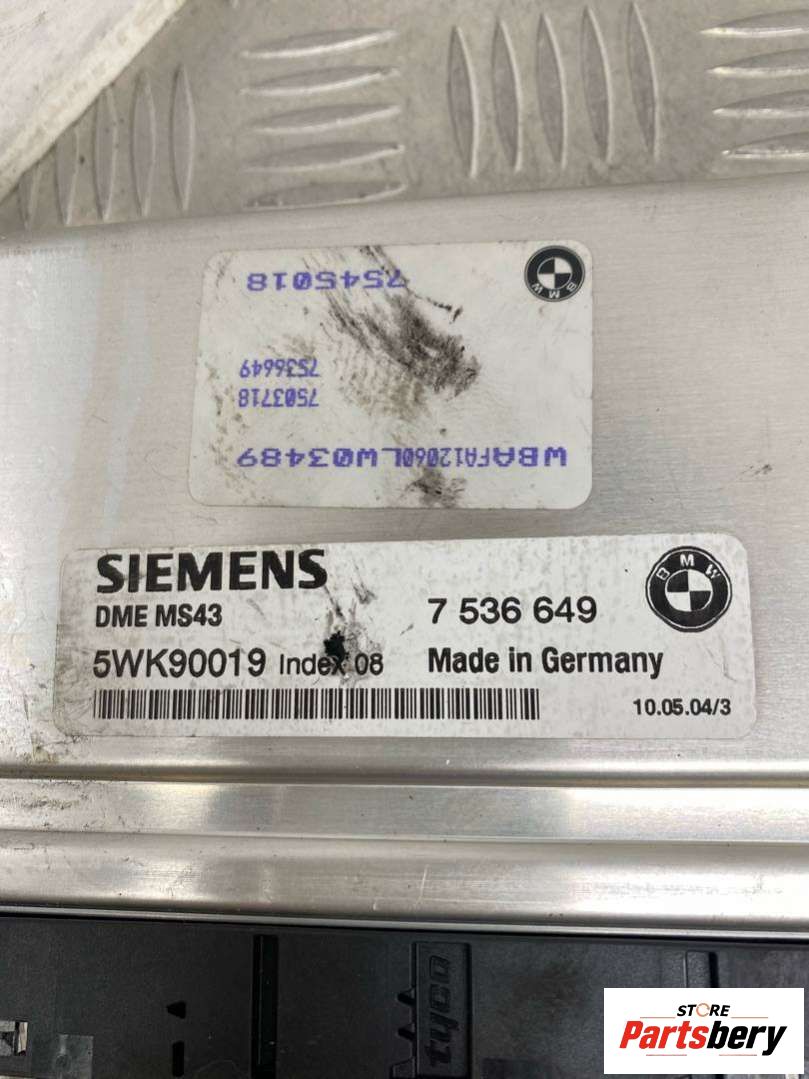 7545018
7536649
7503718
WBAFA12060LW03489
BMW
SIEMENS
DME MS43
7 536 649
BMW
5WK90019 Index 08
Made in Germany
10.05.04/3
tyco
STORE
Partsbery